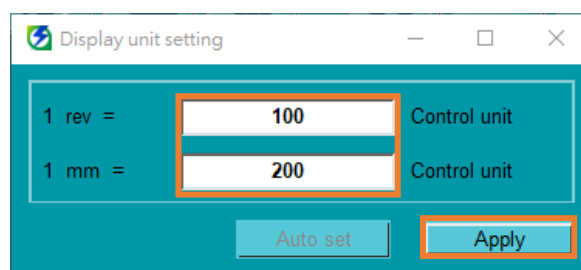 Display unit setting
1 rev = 100 Control unit
1 mm = 200 Control unit
Auto set Apply